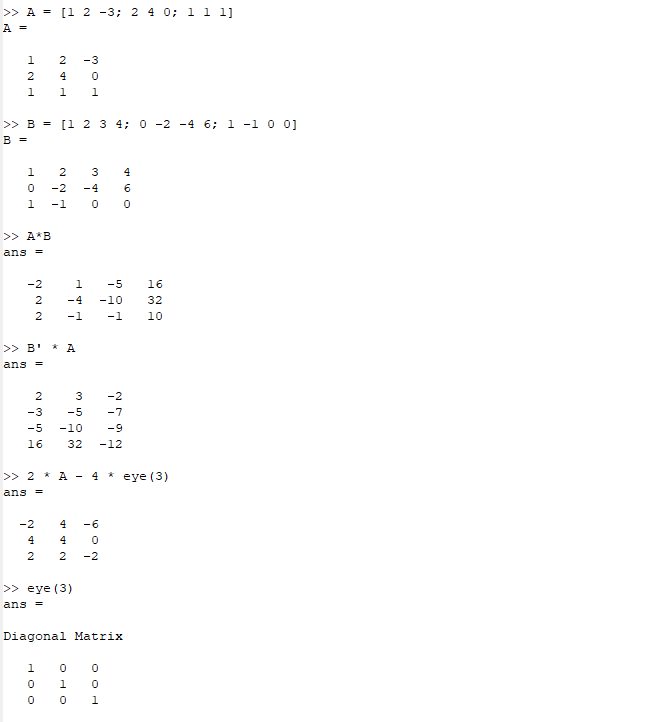 >> A = [1 2 -3; 2 4 0; 1 1 1]
A =
1 2 -3
2 4 0
1 1 1
>> B = [1 2 3 4; 0 -2 -4 6; 1 -1 0 0]
B =
1 2 3 4
0 -2 -4 6
1 -1 0 0
>> A*B
ans =
-2 1 -5 16
2 -4 -10 32
2 -1 -1 10
>> B' * A
ans =
2 3 -2
-3 -5 -7
-5 -10 -9
16 32 -12
>> 2 * A - 4 * eye(3)
ans =
-2 4 -6
4 4 0
2 2 -2
>> eye(3)
ans =
Diagonal Matrix
1 0 0
0 1 0
0 0 1